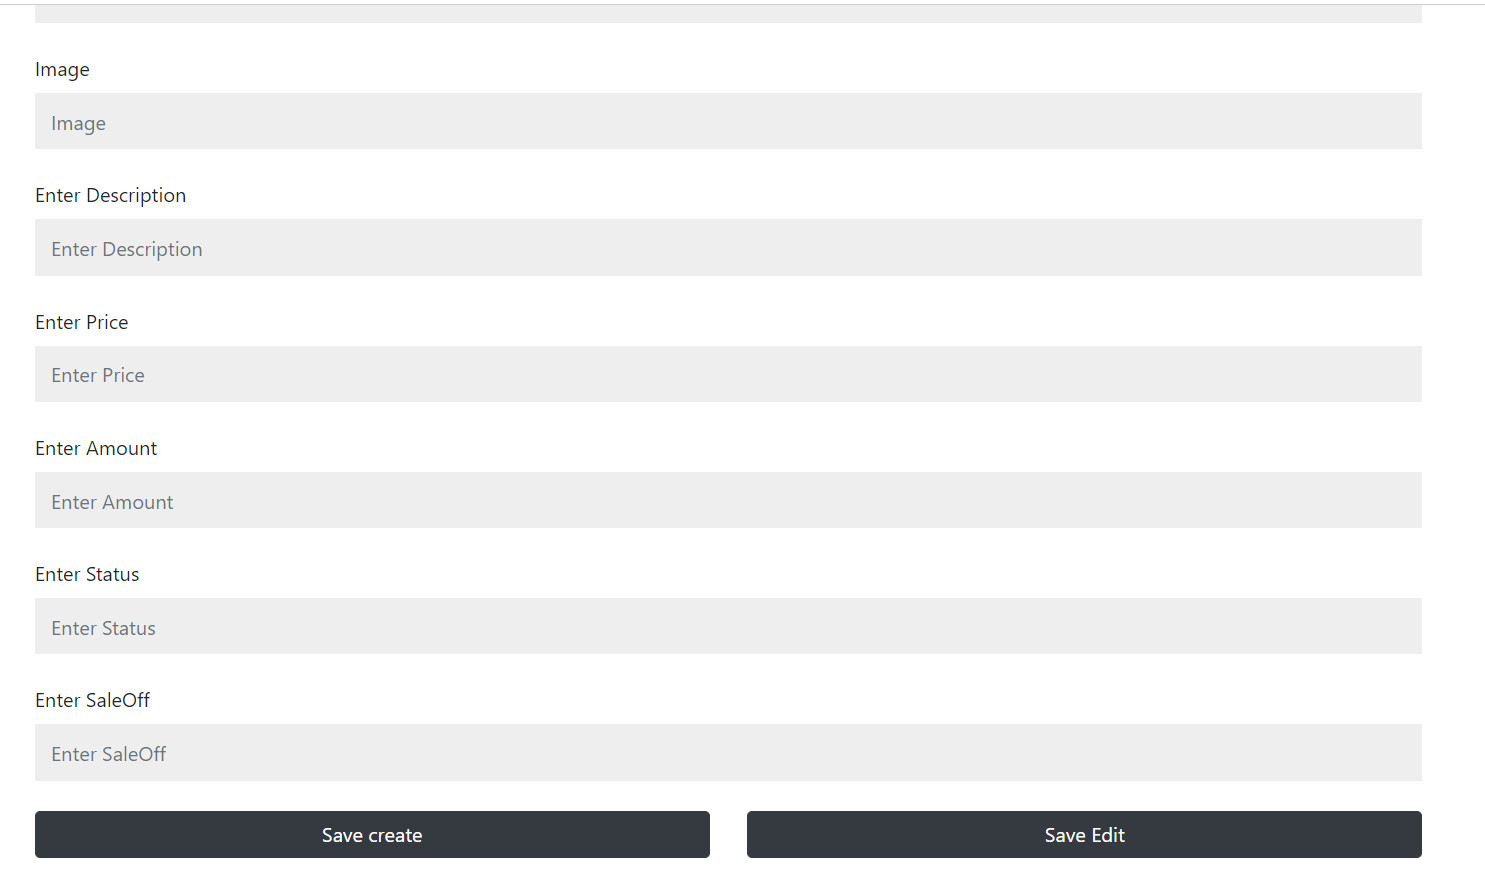 Image
Image
Enter Description
Enter Description
Enter Price
Enter Price
Enter Amount
Enter Amount
Enter Status
Enter Status
Enter SaleOff
Enter SaleOff
Save create
Save Edit